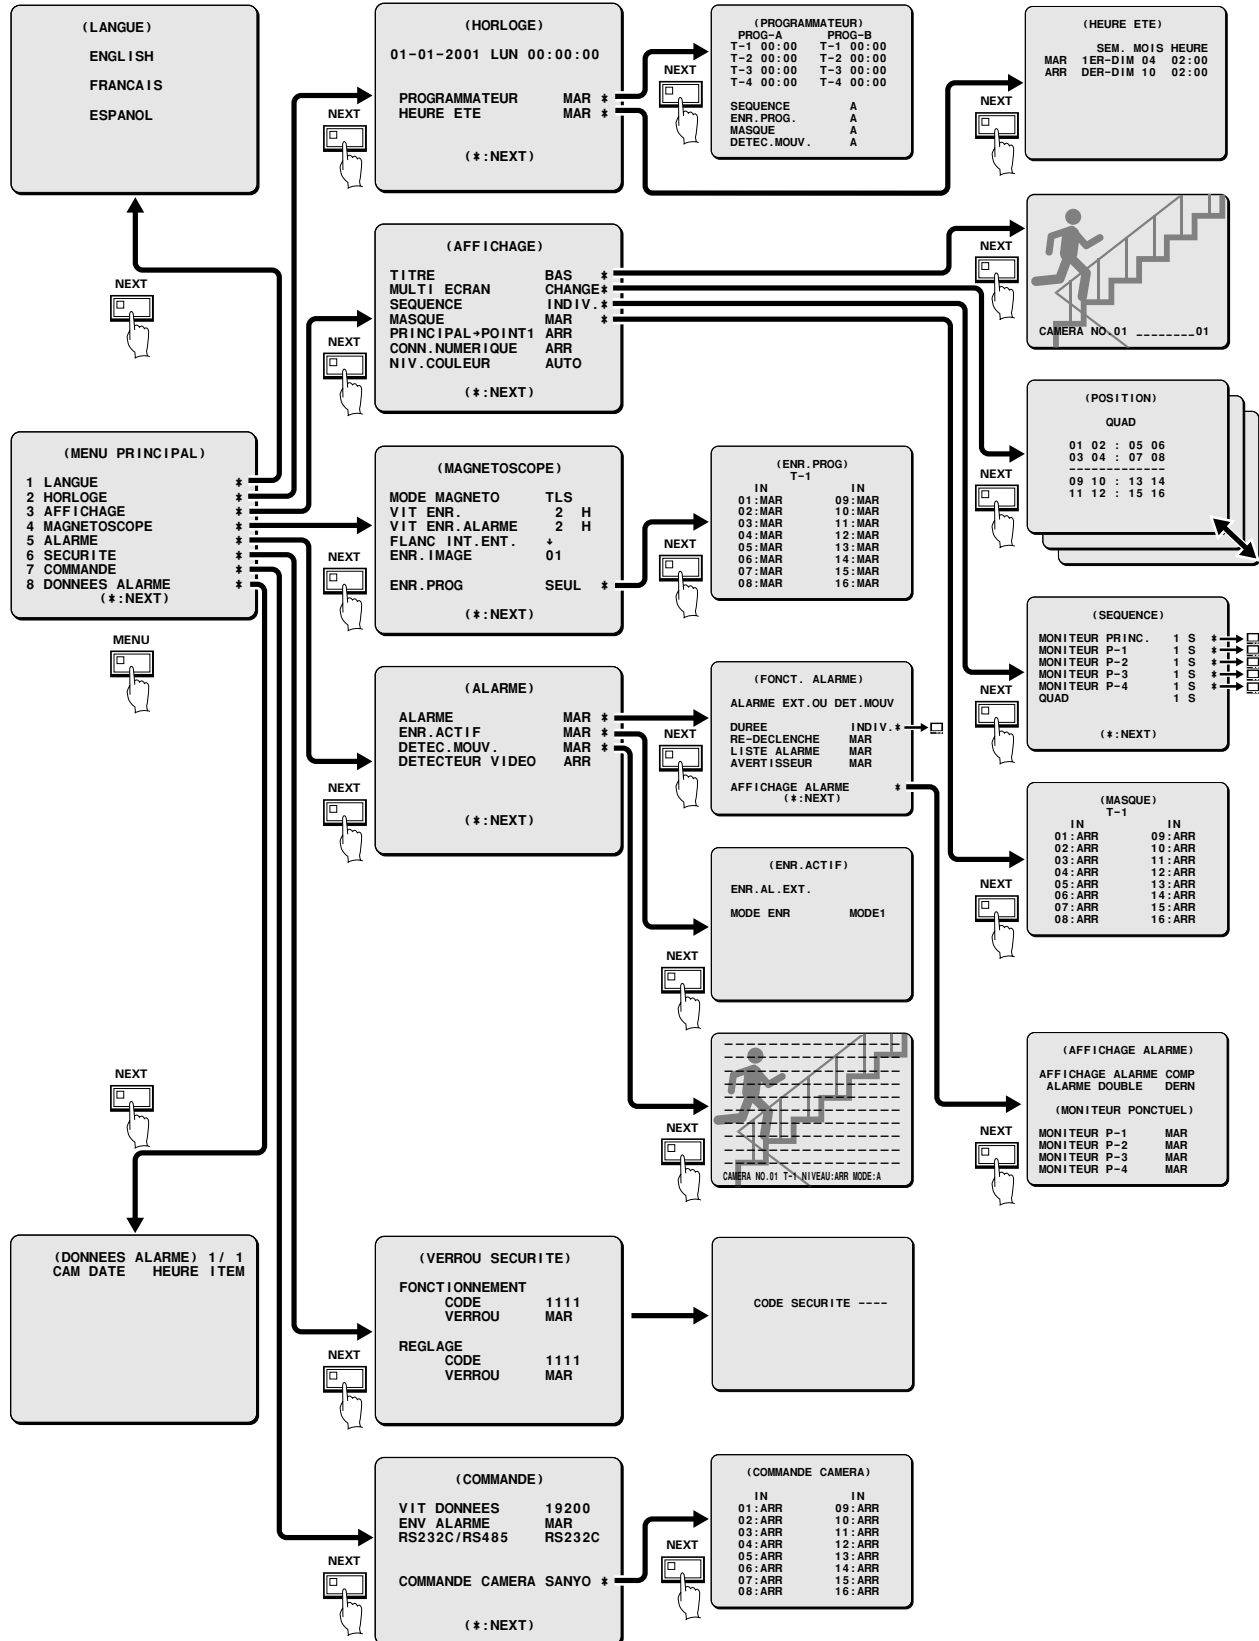 (LANGUE)
ENGLISH
FRANCAIS
ESPANOL
NEXT
(HORLOGE)
01-01-2001 LUN 00:00:00
PROGRAMMATEUR MAR *
HEURE ETE MAR *
(*:NEXT)
NEXT
(PROGRAMMATEUR)
PROG-A PROG-B
T-1 00:00 T-1 00:00
T-2 00:00 T-2 00:00
T-3 00:00 T-3 00:00
T-4 00:00 T-4 00:00
SEQUENCE A
ENR.PROG. A
MASQUE A
DETEC.MOUV. A
NEXT
(HEURE ETE)
SEM. MOIS HEURE
MAR 1ER-DIM 04 02:00
ARR DER-DIM 10 02:00
NEXT
(AFFICHAGE)
TITRE BAS *
MULTI ECRAN CHANGE*
SEQUENCE INDIV.*
MASQUE MAR *
PRINCIPAL→POINT1 ARR
CONN.NUMERIQUE ARR
NIV.COULEUR AUTO
(*:NEXT)
NEXT
NEXT
CAMERA NO.01 ________01
NEXT
(POSITION)
QUAD
01 02 : 05 06
03 04 : 07 08
-------------
09 10 : 13 14
11 12 : 15 16
NEXT
(MENU PRINCIPAL)
1 LANGUE *
2 HORLOGE *
3 AFFICHAGE *
4 MAGNETOSCOPE *
5 ALARME *
6 SECURITE *
7 COMMANDE *
8 DONNEES ALARME *
(*:NEXT)
MENU
(MAGNETOSCOPE)
MODE MAGNETO TLS
VIT ENR. 2 H
VIT ENR.ALARME 2 H
FLANC INT.ENT. ↓
ENR.IMAGE 01
ENR.PROG SEUL *
(*:NEXT)
NEXT
(ENR.PROG)
T-1
IN IN
01:MAR 09:MAR
02:MAR 10:MAR
03:MAR 11:MAR
04:MAR 12:MAR
05:MAR 13:MAR
06:MAR 14:MAR
07:MAR 15:MAR
08:MAR 16:MAR
NEXT
(SEQUENCE)
MONITEUR PRINC. 1 S *
MONITEUR P-1 1 S *
MONITEUR P-2 1 S *
MONITEUR P-3 1 S *
MONITEUR P-4 1 S *
QUAD 1 S
(*:NEXT)
NEXT
(ALARME)
ALARME MAR *
ENR.ACTIF MAR *
DETEC.MOUV. MAR *
DETECTEUR VIDEO ARR
(*:NEXT)
NEXT
(FONCT. ALARME)
ALARME EXT.OU DET.MOUV
DUREE INDIV.*
RE-DECLENCHE MAR
LISTE ALARME MAR
AVERTISSEUR MAR
AFFICHAGE ALARME *
(*:NEXT)
NEXT
(MASQUE)
T-1
IN IN
01:ARR 09:ARR
02:ARR 10:ARR
03:ARR 11:ARR
04:ARR 12:ARR
05:ARR 13:ARR
06:ARR 14:ARR
07:ARR 15:ARR
08:ARR 16:ARR
NEXT
(ENR.ACTIF)
ENR.AL.EXT.
MODE ENR MODE1
NEXT
CAMERA NO.01 T-1 NIVEAU:ARR MODE:A
NEXT
(AFFICHAGE ALARME)
AFFICHAGE ALARME COMP
ALARME DOUBLE DERN
(MONITEUR PONCTUEL)
MONITEUR P-1 MAR
MONITEUR P-2 MAR
MONITEUR P-3 MAR
MONITEUR P-4 MAR
NEXT
NEXT
(DONNEES ALARME) 1/ 1
CAM DATE HEURE ITEM
(VERROU SECURITE)
FONCTIONNEMENT
CODE 1111
VERROU MAR
REGLAGE
CODE 1111
VERROU MAR
NEXT
CODE SECURITE ----
(COMMANDE)
VIT DONNEES 19200
ENV ALARME MAR
RS232C/RS485 RS232C
COMMANDE CAMERA SANYO *
(*:NEXT)
NEXT
(COMMANDE CAMERA)
IN IN
01:ARR 09:ARR
02:ARR 10:ARR
03:ARR 11:ARR
04:ARR 12:ARR
05:ARR 13:ARR
06:ARR 14:ARR
07:ARR 15:ARR
08:ARR 16:ARR
NEXT